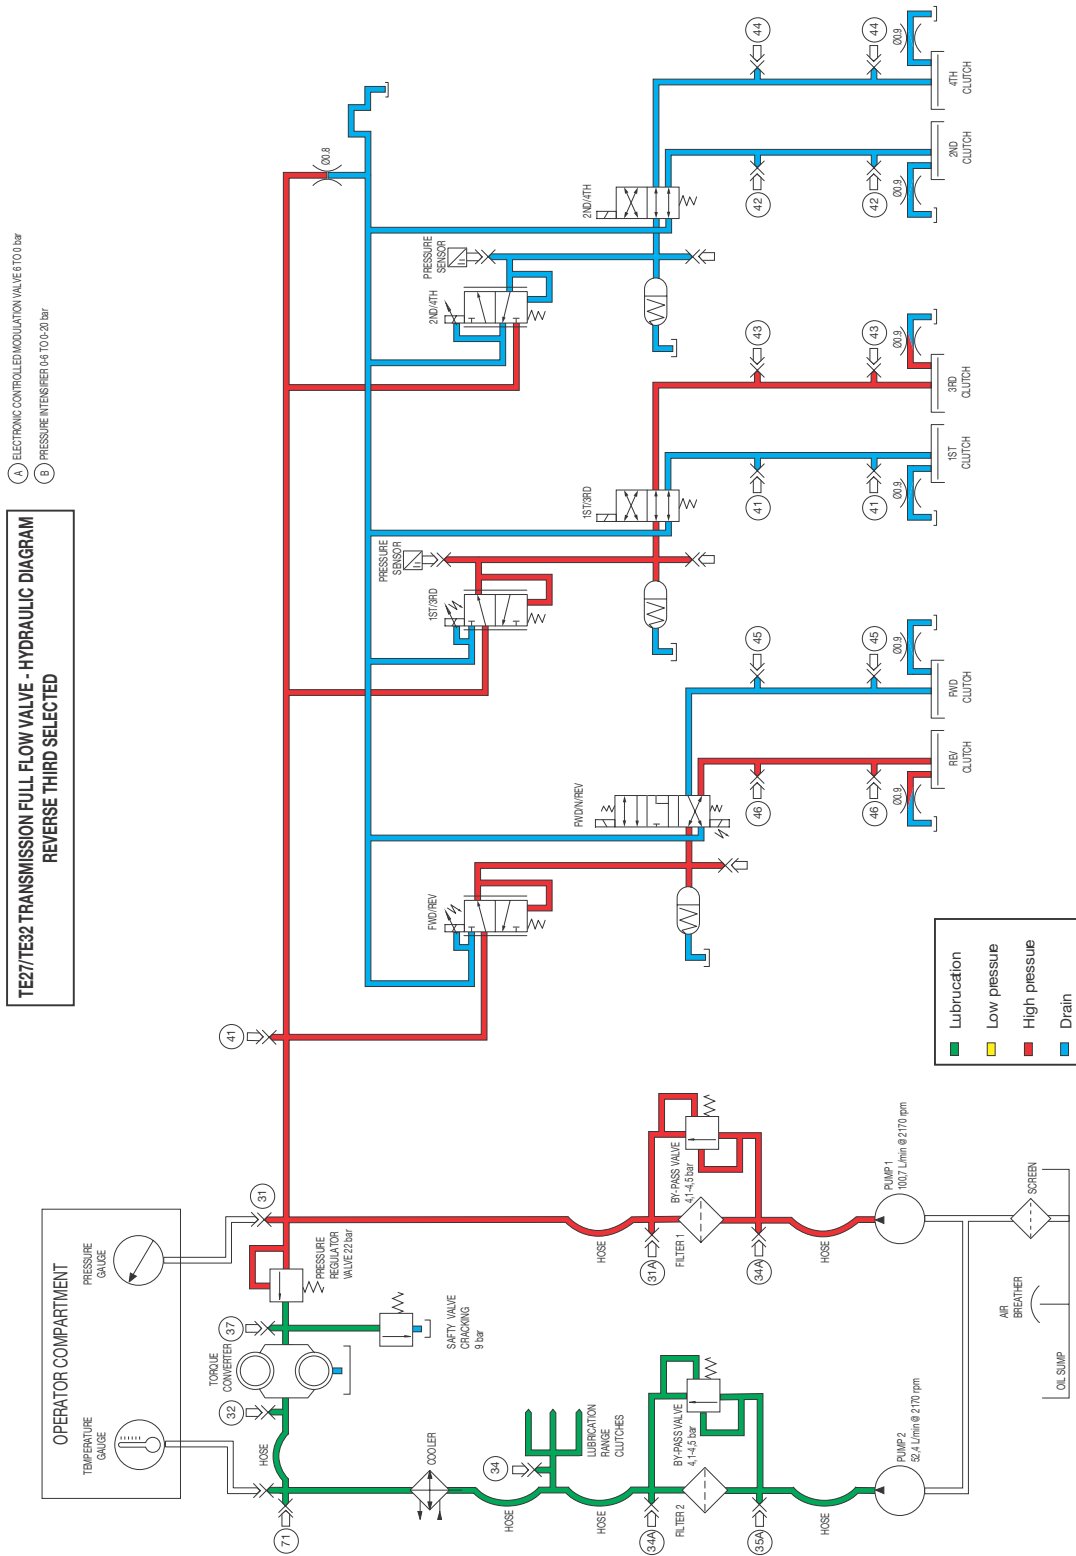 TE27/TE32 TRANSMISSION FULL FLOW VALVE - HYDRAULIC DIAGRAM
REVERSE THIRD SELECTED
A ELECTRONIC CONTROLLED MODULATION VALVE 6 TO 0 bar
B PRESSURE INTENSIFIER 0-6 TO 0-20 bar
OPERATOR COMPARTMENT
TEMPERATURE
GAUGE
PRESSURE
GAUGE
71
HOSE
32
TORQUE
CONVERTER
37
SAFTY VALVE
CRACKING
9 bar
PRESSURE
REGULATOR
VALVE 22 bar
31
41
COOLER
HOSE
34
LUBRICATION
RANGE
CLUTCHES
HOSE
34A
FILTER 2
BY-PASS VALVE
4,1-4,5 bar
35A
HOSE
PUMP 2
52,4 L/min @ 2170 rpm
HOSE
31A
FILTER 1
BY-PASS VALVE
4,1-4,5 bar
34A
HOSE
PUMP 1
100,7 L/min @ 2170 rpm
OIL SUMP
AIR
BREATHER
SCREEN
Lubrucation
Low pressure
High pressure
Drain
FWD/REV
1ST/3RD
PRESSURE
SENSOR
2ND/4TH
PRESSURE
SENSOR
Ø0.8
FWD/N/REV
1ST/3RD
2ND/4TH
46
45
41
43
42
44
46
45
41
43
42
44
Ø0.9
Ø0.9
Ø0.9
Ø0.9
Ø0.9
Ø0.9
REV
CLUTCH
FWD
CLUTCH
1ST
CLUTCH
3RD
CLUTCH
2ND
CLUTCH
4TH
CLUTCH